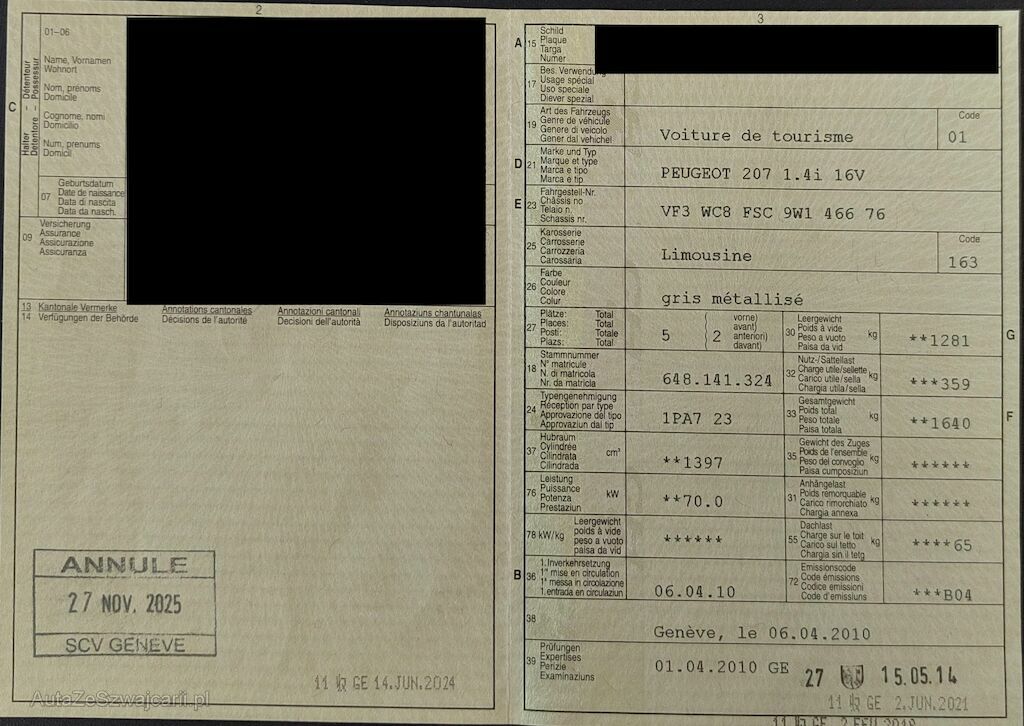 2
01–06
Name, Vornamen
Wohnort
Nom, prénoms
Domicile
Cognome, nomi
Domicilio
Num, prenums
Domicil
C
Halter – Détenteur
Detentore – Possessur
07
Geburtsdatum
Date de naissance
Data di nascita
Data da nasch.
09
Versicherung
Assurance
Assicurazione
Assicuranza
13 Kantonale Vermerke Annotations cantonales Annotazioni cantonali Annotaziuns chantunalas
14 Verfügungen der Behörde Décisions de l'autorité Decisioni dell'autorità Disposiziuns da l'autoritad
ANNULE
27 NOV. 2025
SCV GENEVE
11 GE 14.JUN.2024
AutaZeSzwajcarii.pl
3
A 15
Schild
Plaque
Targa
Numer
17
Bes. Verwendung
Usage spécial
Uso speciale
Diever spezial
19
Art des Fahrzeugs
Genre de véhicule
Genere di veicolo
Gener dal vehichel
Voiture de tourisme
Code
01
D 21
Marke und Typ
Marque et type
Marca e tipo
Marca e tip
PEUGEOT 207 1.4i 16V
E 23
Fahrgestell-Nr.
Châssis no
Telaio n.
Schassis nr.
VF3 WC8 FSC 9W1 466 76
25
Karosserie
Carrosserie
Carrozzeria
Carossaria
Limousine
Code
163
26
Farbe
Couleur
Colore
Colur
gris métallisé
27
Plätze: Total
Places: Total
Posti: Totale
Plazs: Total
5 2
vorne)
avant)
anteriori)
davant)
30
Leergewicht
Poids à vide
Peso a vuoto
Paisa da vid
kg
**1281
G
18
Stammnummer
N° matricule
N. di matricola
Nr. da matricla
648.141.324
32
Nutz-/Sattellast
Charge utile/sellette
Carico utile/sella
Chargia utila/sella
kg
***359
24
Typengenehmigung
Réception par type
Approvazione del tipo
Approvaziun dal tip
1PA7 23
33
Gesamtgewicht
Poids total
Peso totale
Paisa totala
kg
**1640
F
37
Hubraum
Cylindrée
Cilindrata
Cilindrada
cm³
**1397
35
Gewicht des Zuges
Poids de l'ensemble
Peso del convoglio
Paisa cumposiziun
kg
******
76
Leistung
Puissance
Potenza
Prestaziun
kW
**70.0
31
Anhängelast
Poids remorquable
Carico rimorchiato
Chargia annexa
kg
******
78 kW/kg
Leergewicht
poids à vide
peso a vuoto
paisa da vid
******
55
Dachlast
Charge sur le toit
Carico sul tetto
Chargia sin il tetg
kg
****65
B 36
1.Inverkehrsetzung
1re mise en circulation
1a messa in circolazione
1.entrada en circulaziun
06.04.10
72
Emissionscode
Code émissions
Codice emissioni
Code d'emissiuns
***B04
38
Genève, le 06.04.2010
39
Prüfungen
Expertises
Perizie
Examinaziuns
01.04.2010 GE 27 15.05.14
11 GE 2.JUN.2021
11 GE